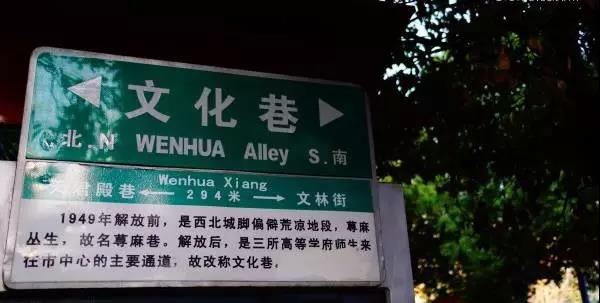 文化巷
北.N WENHUA Alley S.南
Wenhua Xiang
君殿巷 294米 文林街
1949年解放前，是西北城脚偏僻荒凉地段，荨麻
丛生，故名荨麻巷。解放后，是三所高等学府师生来
往市中心的主要通道，故改称文化巷。